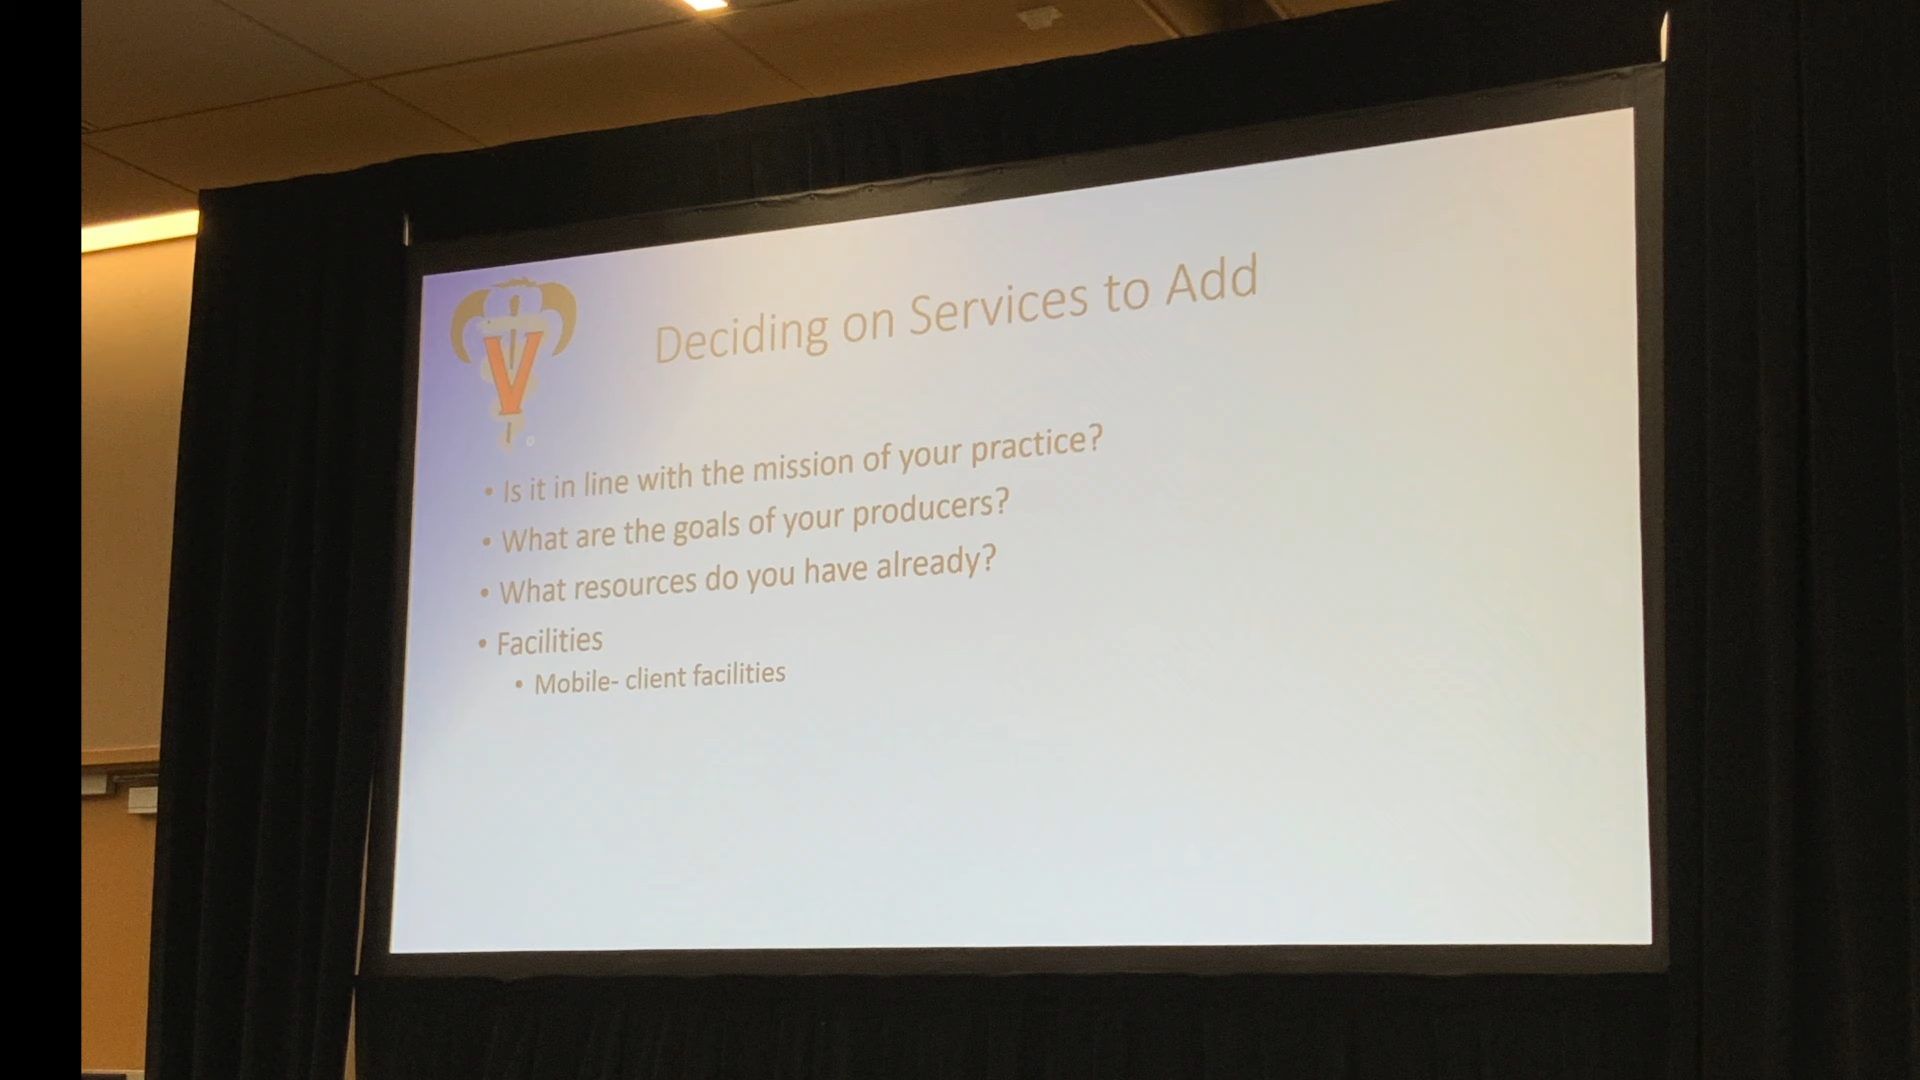 V
Deciding on Services to Add
• Is it in line with the mission of your practice?
• What are the goals of your producers?
• What resources do you have already?
• Facilities
• Mobile- client facilities